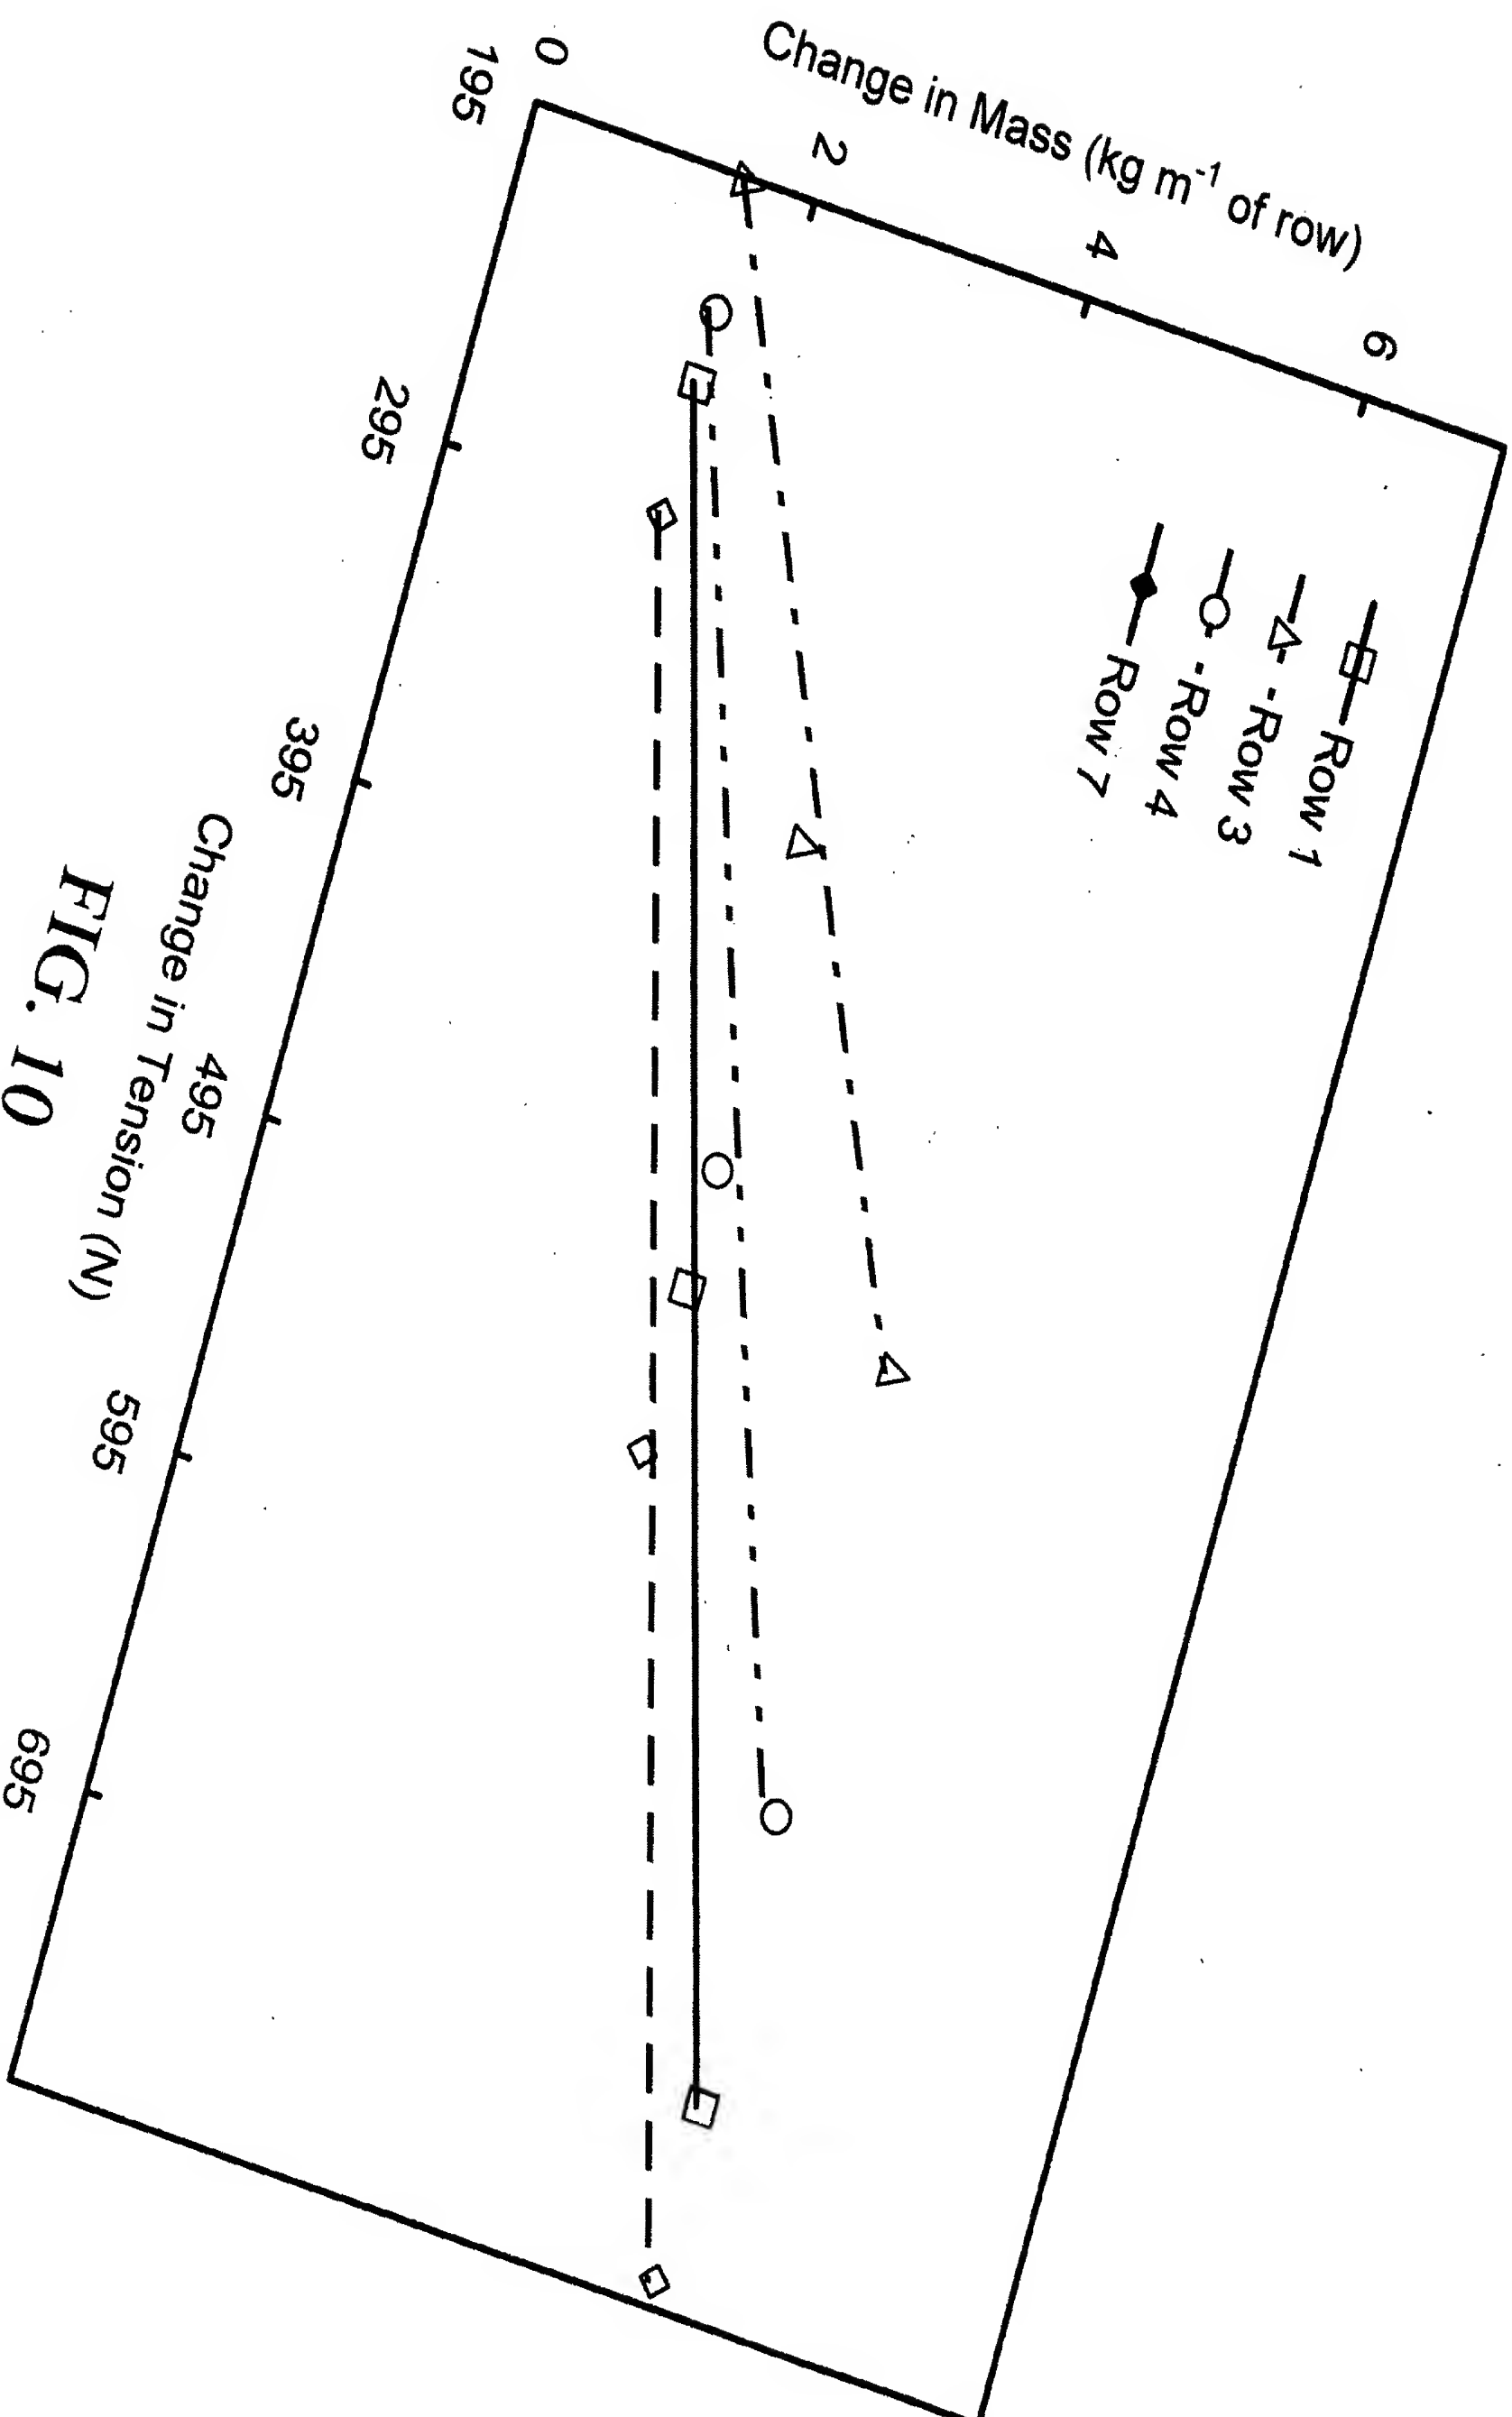 Change in Mass (kg m⁻¹ of row)
6
4
2
0
Row 1
Row 3
Row 4
Row 7
195
295
395
495
595
695
Change in Tension (N)
FIG. 10